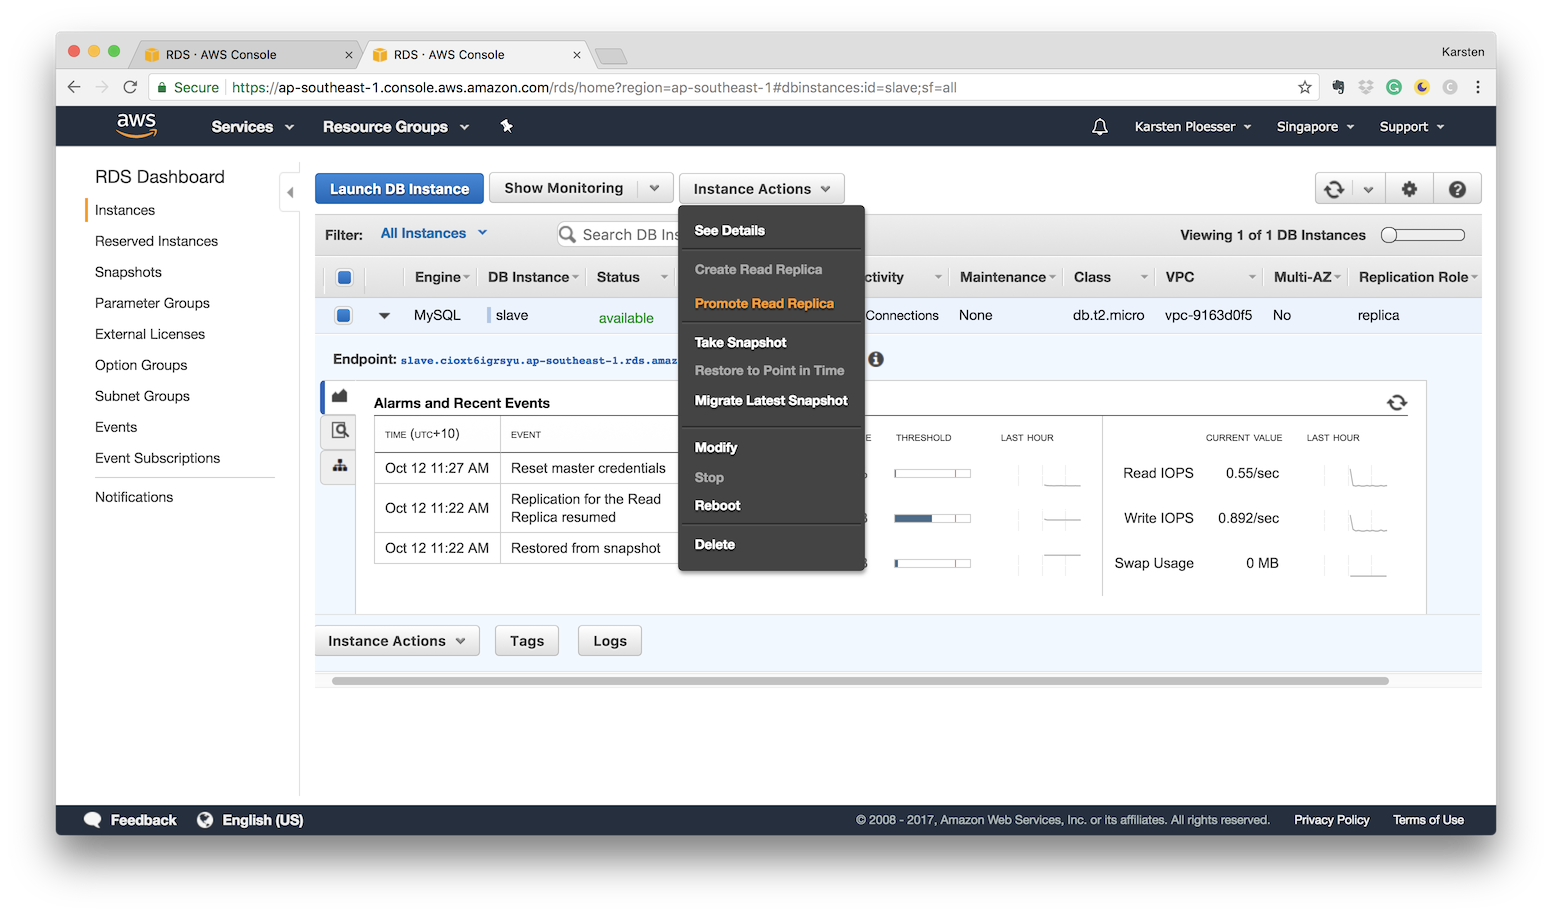 RDS · AWS Console
RDS · AWS Console
Karsten
Secure
https://ap-southeast-1.console.aws.amazon.com/rds/home?region=ap-southeast-1#dbinstances:id=slave;sf=all
aws
Services
Resource Groups
Karsten Ploesser
Singapore
Support
RDS Dashboard
Instances
Reserved Instances
Snapshots
Parameter Groups
External Licenses
Option Groups
Subnet Groups
Events
Event Subscriptions
Notifications
Launch DB Instance
Show Monitoring
Instance Actions
Filter: All Instances
Search DB Ins
Viewing 1 of 1 DB Instances
Engine DB Instance Status ctivity Maintenance Class VPC Multi-AZ Replication Role
MySQL slave available Connections None db.t2.micro vpc-9163d0f5 No replica
See Details
Create Read Replica
Promote Read Replica
Take Snapshot
Restore to Point in Time
Migrate Latest Snapshot
Modify
Stop
Reboot
Delete
Endpoint: slave.cioxt6igrsyu.ap-southeast-1.rds.amaz
Alarms and Recent Events
TIME (UTC+10) EVENT
Oct 12 11:27 AM Reset master credentials
Oct 12 11:22 AM Replication for the Read
Replica resumed
Oct 12 11:22 AM Restored from snapshot
E THRESHOLD LAST HOUR
CURRENT VALUE LAST HOUR
Read IOPS 0.55/sec
Write IOPS 0.892/sec
Swap Usage 0 MB
Instance Actions
Tags
Logs
Feedback
English (US)
© 2008 - 2017, Amazon Web Services, Inc. or its affiliates. All rights reserved.
Privacy Policy
Terms of Use